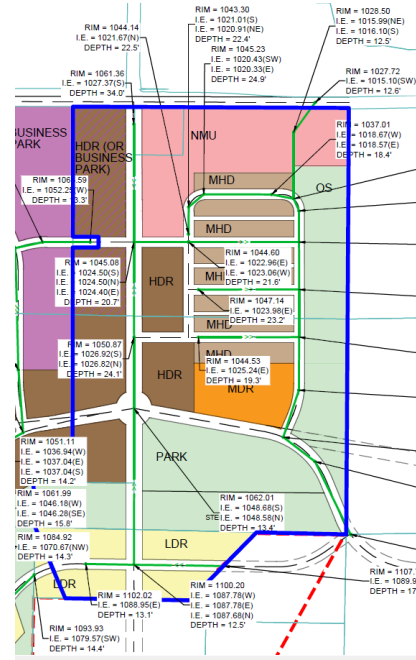 RIM = 1044.14
I.E. = 1021.67(N)
DEPTH = 22.5'
RIM = 1043.30
I.E. = 1021.01(S)
I.E. = 1020.91(NE)
DEPTH = 22.4'
RIM = 1028.50
I.E. = 1015.99(NE)
I.E. = 1016.10(S)
DEPTH = 12.5'
RIM = 1045.23
I.E. = 1020.43(SW)
I.E. = 1020.33(E)
DEPTH = 24.9'
RIM = 1061.36
I.E. = 1027.37(S)
DEPTH = 34.0'
RIM = 1027.72
I.E. = 1015.10(SW)
DEPTH = 12.6'
BUSINESS
PARK
HDR (OR
BUSINESS
PARK)
NMU
RIM = 1037.01
I.E. = 1018.67(W)
I.E. = 1018.57(E)
DEPTH = 18.4'
MHD
OS
I.E. = 1052.25(W)
MHD
RIM = 1045.08
I.E. = 1024.50(S)
I.E. = 1024.50(N)
I.E. = 1024.40(E)
DEPTH = 20.7'
RIM = 1044.60
I.E. = 1022.96(E)
I.E. = 1023.06(W)
DEPTH = 21.6'
HDR
RIM = 1047.14
I.E. = 1023.98(E)
DEPTH = 23.2'
MHD
RIM = 1050.87
I.E. = 1026.92(S)
I.E. = 1026.82(N)
DEPTH = 24.1'
MHD
RIM = 1044.53
I.E. = 1025.24(E)
DEPTH = 19.3'
HDR
MDR
RIM = 1051.11
I.E. = 1036.94(W)
I.E. = 1037.04(E)
I.E. = 1037.04(S)
DEPTH = 14.2'
PARK
RIM = 1061.99
I.E. = 1046.18(W)
I.E. = 1046.28(SE)
DEPTH = 15.8'
RIM = 1062.01
I.E. = 1048.68(S)
I.E. = 1048.58(N)
DEPTH = 13.4'
RIM = 1084.92
I.E. = 1070.67(NW)
DEPTH = 14.3'
LDR
RIM = 1107.
I.E. = 1089.9
DEPTH = 17
LDR
RIM = 1102.02
I.E. = 1088.95(E)
DEPTH = 13.1'
RIM = 1100.20
I.E. = 1087.78(W)
I.E. = 1087.78(E)
I.E. = 1087.68(N)
DEPTH = 12.5'
RIM = 1093.93
I.E. = 1079.57(SW)
DEPTH = 14.4'